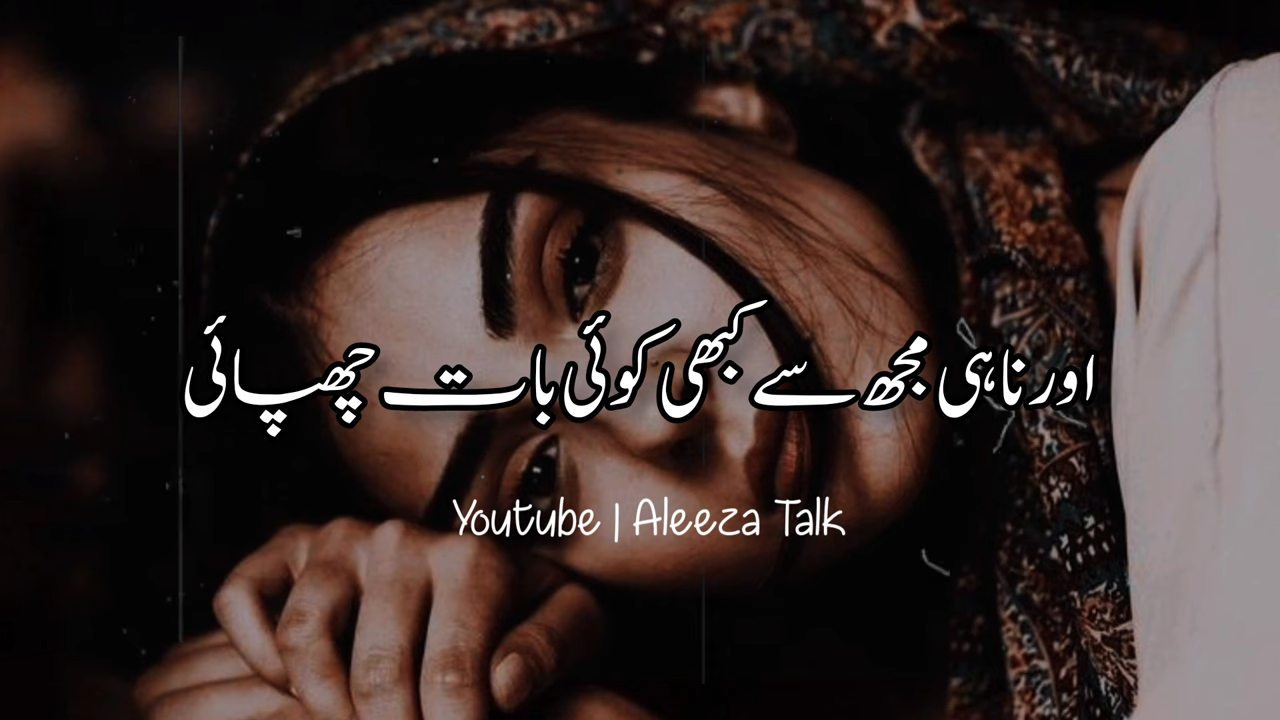 اور نا ہی مجھ سے کبھی کوئی بات چھپائی
Youtube | Aleeza Talk